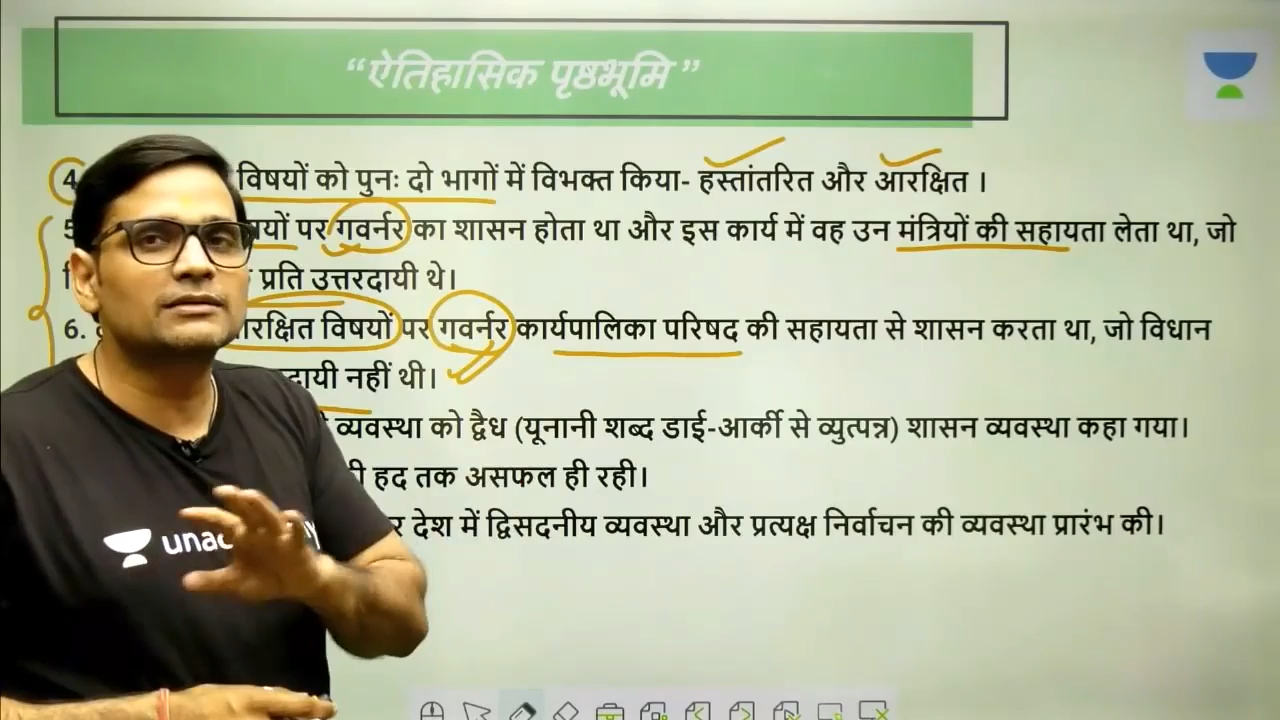 “ऐतिहासिक पृष्ठभूमि”
4 विषयों को पुनः दो भागों में विभक्त किया- हस्तांतरित और आरक्षित ।
पर गवर्नर का शासन होता था और इस कार्य में वह उन मंत्रियों की सहायता लेता था, जो
प्रति उत्तरदायी थे।
6. विषयों पर गवर्नर कार्यपालिका परिषद की सहायता से शासन करता था, जो विधान
नहीं थी।
व्यवस्था को द्वैध (यूनानी शब्द डाई-आर्की से व्युत्पन्न) शासन व्यवस्था कहा गया।
हद तक असफल ही रही।
देश में द्विसदनीय व्यवस्था और प्रत्यक्ष निर्वाचन की व्यवस्था प्रारंभ की।